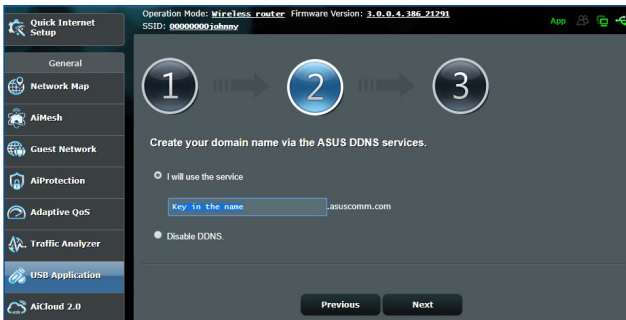 Quick Internet
Setup
Operation Mode: Wireless router Firmware Version: 3.0.0.4.386_21291
SSID: 00000000johnny
App
General
Network Map
AiMesh
Guest Network
AiProtection
Adaptive QoS
Traffic Analyzer
USB Application
AiCloud 2.0
1
2
3
Create your domain name via the ASUS DDNS services.
I will use the service
Key in the name .asuscomm.com
Disable DDNS.
Previous Next